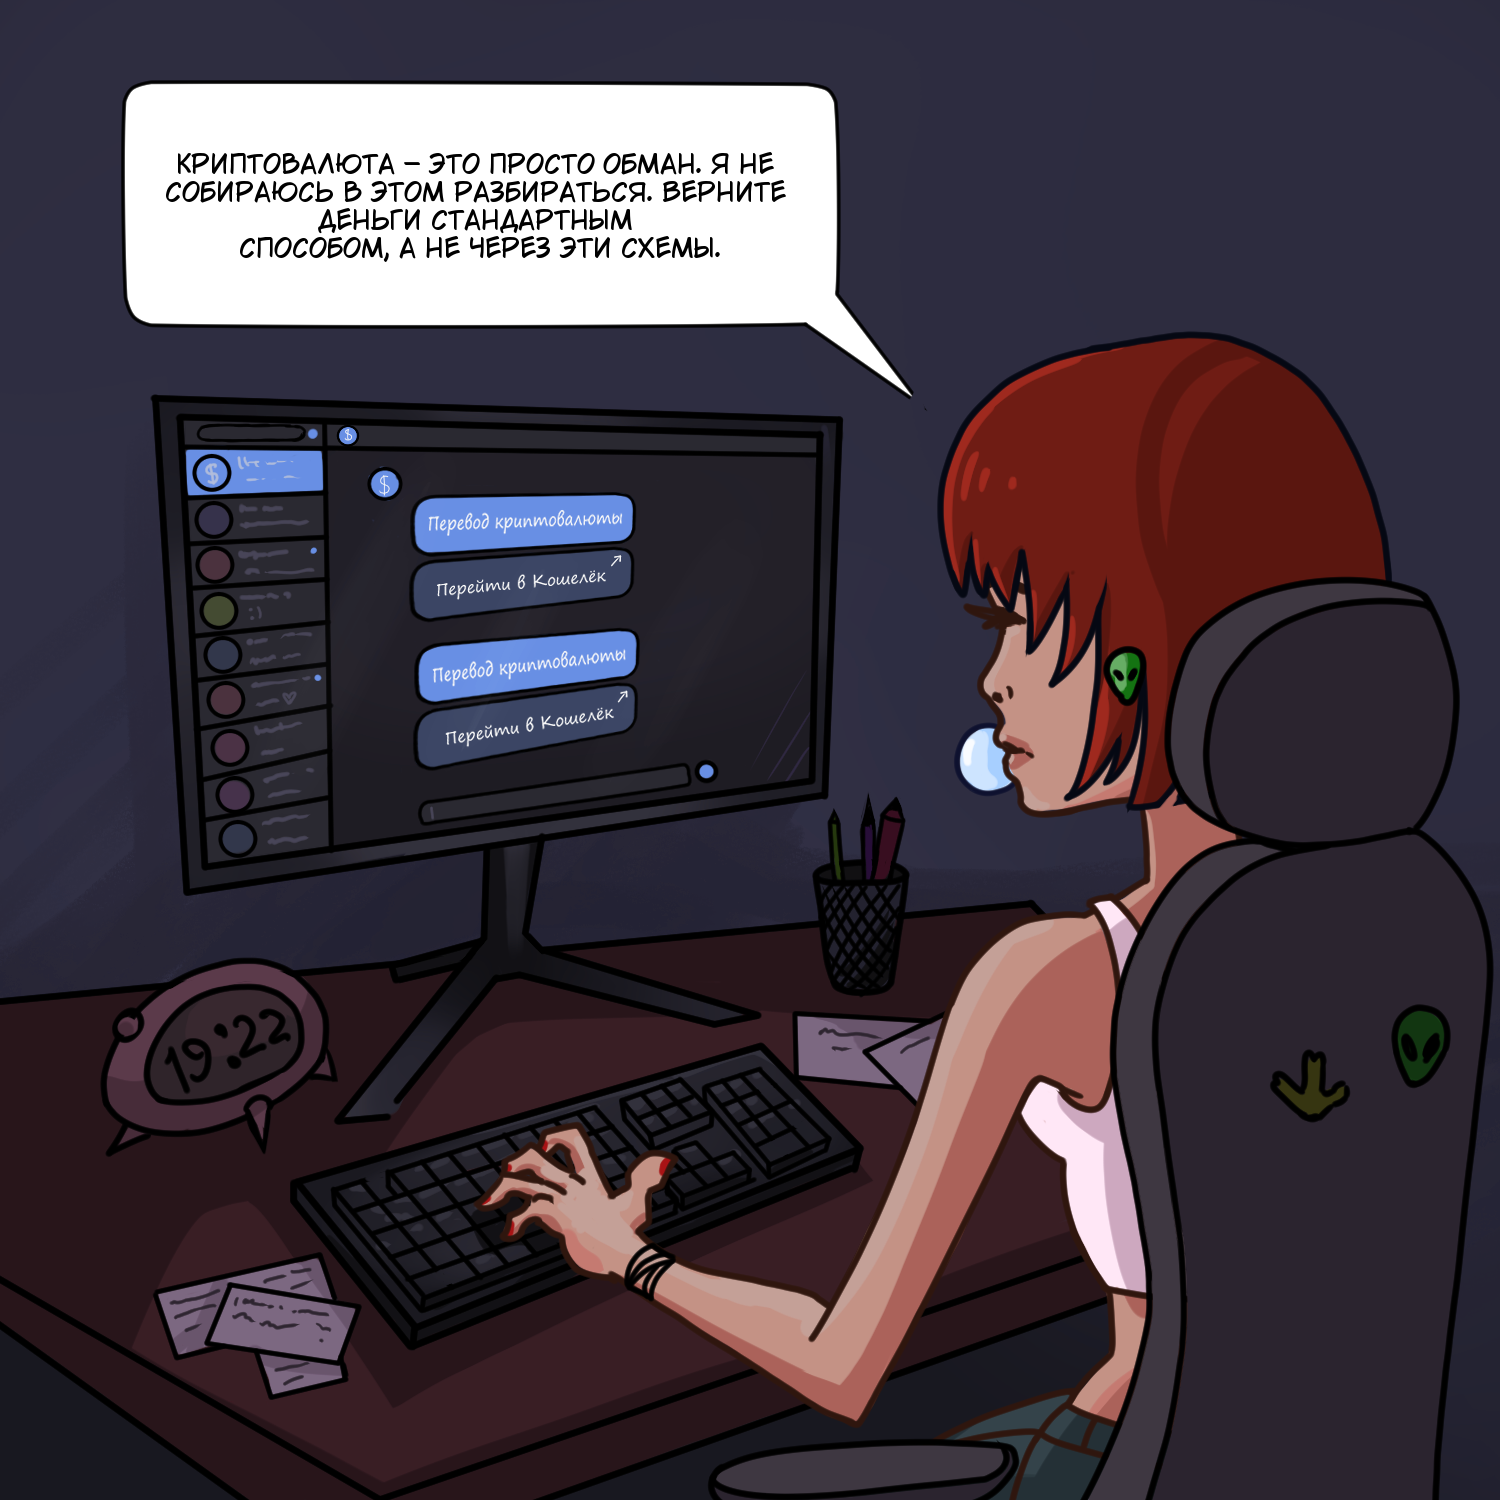 КРИПТОВАЛЮТА – ЭТО ПРОСТО ОБМАН. Я НЕ
СОБИРАЮСЬ В ЭТОМ РАЗБИРАТЬСЯ. ВЕРНИТЕ
ДЕНЬГИ СТАНДАРТНЫМ
СПОСОБОМ, А НЕ ЧЕРЕЗ ЭТИ СХЕМЫ.
$
$
$
Перевод криптовалюты
Перейти в Кошелёк
Перевод криптовалюты
Перейти в Кошелёк
:)
19:22